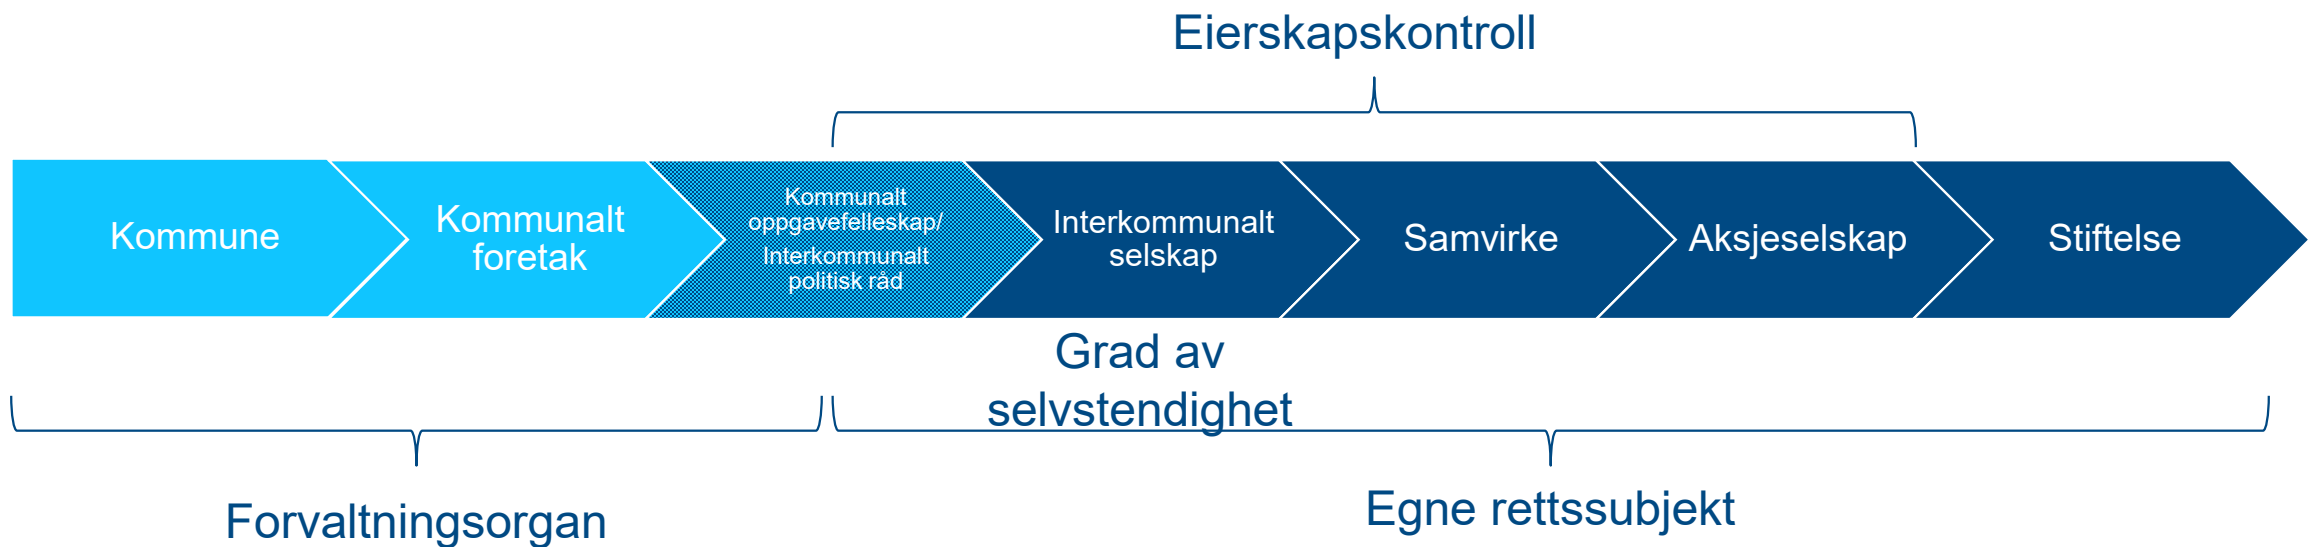 Eierskapskontroll
Kommune
Kommunalt
foretak
Kommunalt
oppgavefelleskap/
Interkommunalt
politisk råd
Interkommunalt
selskap
Samvirke
Aksjeselskap
Stiftelse
Grad av
selvstendighet
Forvaltningsorgan
Egne rettssubjekt